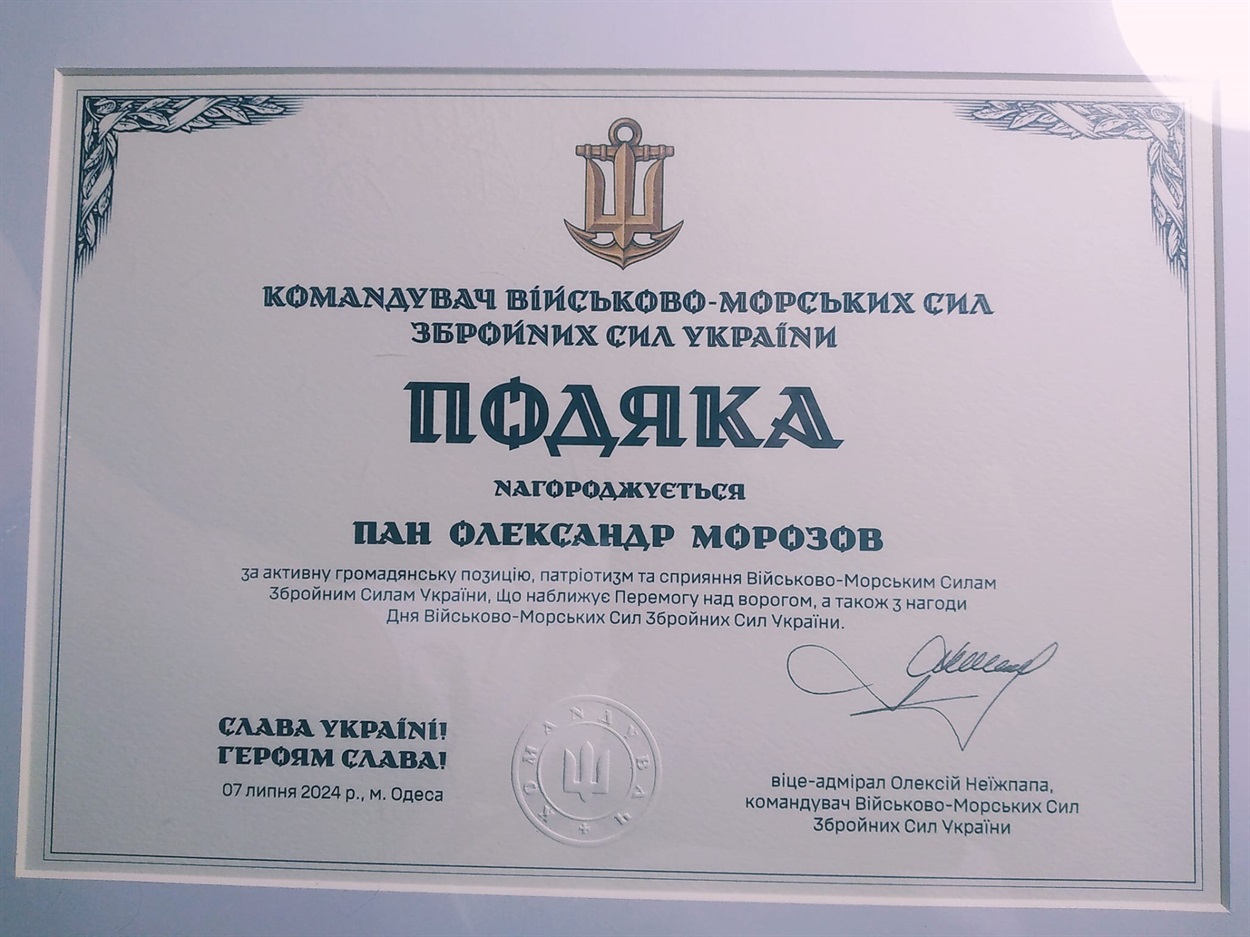 КОМАНДУВАЧ ВІЙСЬКОВО-МОРСЬКИХ СИЛ
ЗБРОЙНИХ СИЛ УКРАЇНИ
ПОДЯКА
НАГОРОДЖУЄТЬСЯ
ПАН ОЛЕКСАНДР МОРОЗОВ
за активну громадянську позицію, патріотизм та сприяння Військово-Морським Силам
Збройним Силам України, що наближує Перемогу над ворогом, а також з нагоди
Дня Військово-Морських Сил Збройних Сил України.
СЛАВА УКРАЇНІ!
ГЕРОЯМ СЛАВА!
07 липня 2024 р., м. Одеса
КОМАНДУВАЧ
віце-адмірал Олексій Неїжпапа,
командувач Військово-Морських Сил
Збройних Сил України